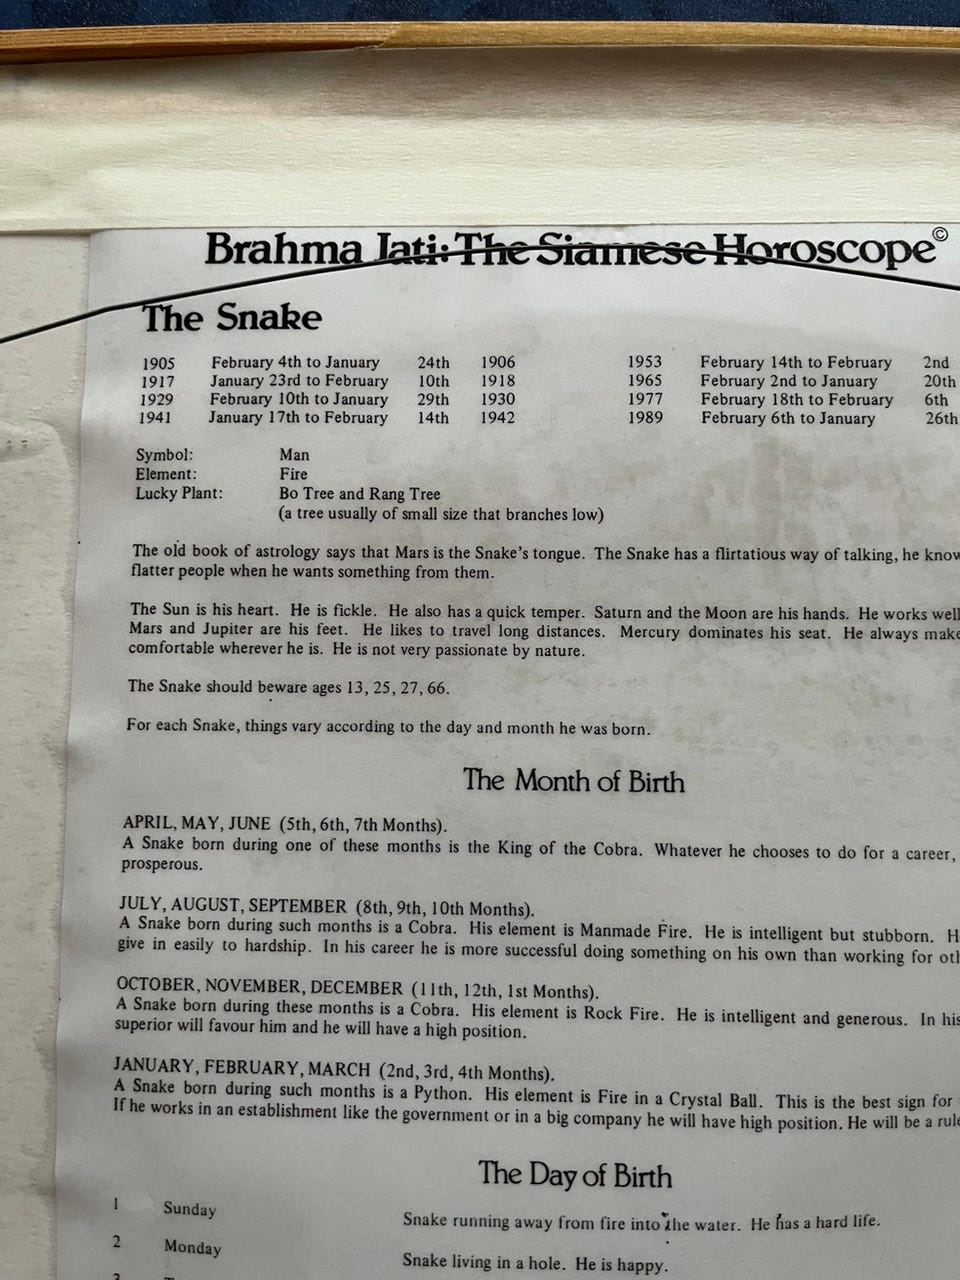 Brahma Jati: The Siamese Horoscope©
The Snake
1905 February 4th to January 24th 1906 1953 February 14th to February 2nd
1917 January 23rd to February 10th 1918 1965 February 2nd to January 20th
1929 February 10th to January 29th 1930 1977 February 18th to February 6th
1941 January 17th to February 14th 1942 1989 February 6th to January 26th
Symbol: Man
Element: Fire
Lucky Plant: Bo Tree and Rang Tree
(a tree usually of small size that branches low)
The old book of astrology says that Mars is the Snake's tongue. The Snake has a flirtatious way of talking, he know
flatter people when he wants something from them.
The Sun is his heart. He is fickle. He also has a quick temper. Saturn and the Moon are his hands. He works well
Mars and Jupiter are his feet. He likes to travel long distances. Mercury dominates his seat. He always make
comfortable wherever he is. He is not very passionate by nature.
The Snake should beware ages 13, 25, 27, 66.
For each Snake, things vary according to the day and month he was born.
The Month of Birth
APRIL, MAY, JUNE (5th, 6th, 7th Months).
A Snake born during one of these months is the King of the Cobra. Whatever he chooses to do for a career,
prosperous.
JULY, AUGUST, SEPTEMBER (8th, 9th, 10th Months).
A Snake born during such months is a Cobra. His element is Manmade Fire. He is intelligent but stubborn. H
give in easily to hardship. In his career he is more successful doing something on his own than working for oth
OCTOBER, NOVEMBER, DECEMBER (11th, 12th, 1st Months).
A Snake born during these months is a Cobra. His element is Rock Fire. He is intelligent and generous. In his
superior will favour him and he will have a high position.
JANUARY, FEBRUARY, MARCH (2nd, 3rd, 4th Months).
A Snake born during such months is a Python. His element is Fire in a Crystal Ball. This is the best sign for
If he works in an establishment like the government or in a big company he will have high position. He will be a rule
The Day of Birth
1 Sunday Snake running away from fire into the water. He has a hard life.
2 Monday Snake living in a hole. He is happy.
3